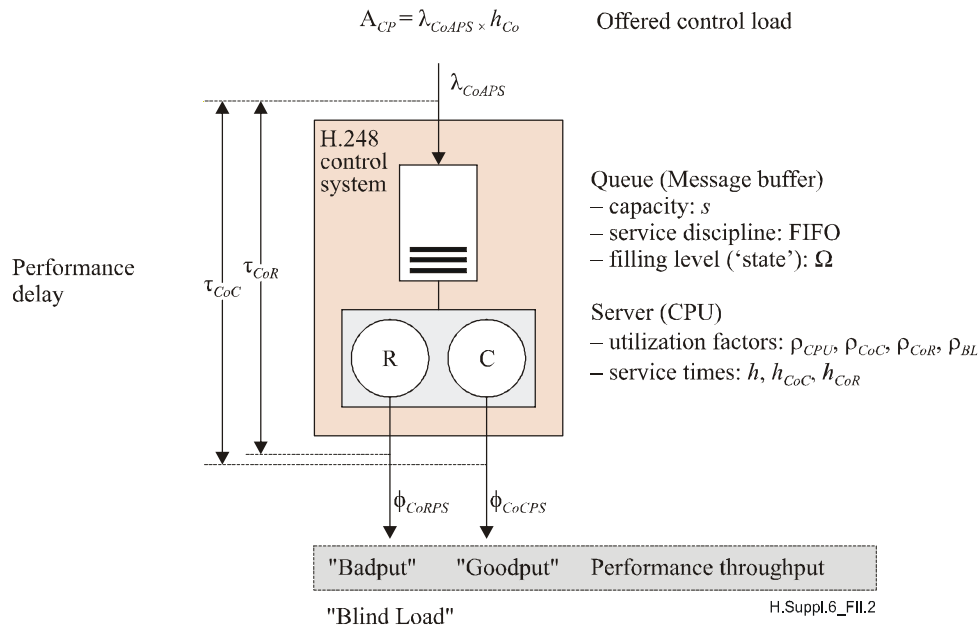 A_CP = λ_CoAPS × h_Co Offered control load
λ_CoAPS
H.248
control
system
Queue (Message buffer)
– capacity: s
– service discipline: FIFO
– filling level (‘state’): Ω
Performance
delay
τ_CoC
τ_CoR
Server (CPU)
– utilization factors: ρ_CPU, ρ_CoC, ρ_CoR, ρ_BL
– service times: h, h_CoC, h_CoR
R C
ϕ_CoRPS ϕ_CoCPS
"Badput" "Goodput" Performance throughput
"Blind Load"
H.Suppl.6_FII.2